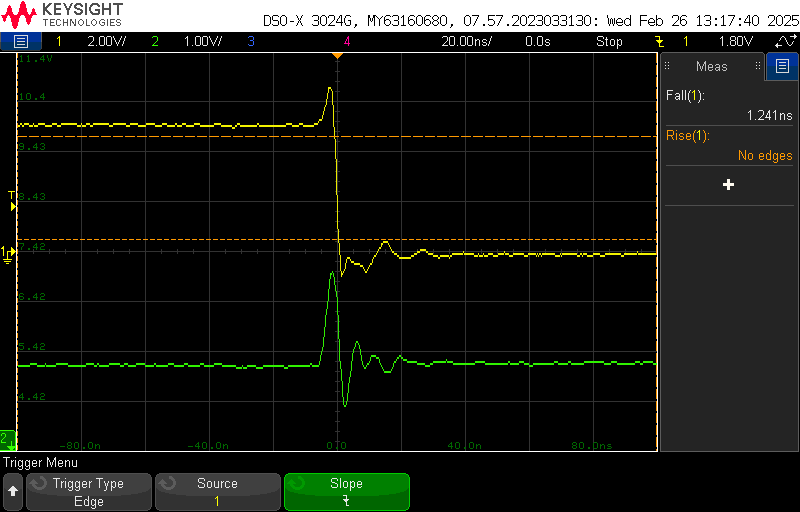 KEYSIGHT
TECHNOLOGIES
DSO-X 3024G, MY63160680, 07.57.2023033130: Wed Feb 26 13:17:40 2025
1 2.00V/ 2 1.00V/ 3 4 20.00ns/ 0.0s Stop 1 1.80V
11.4V
10.4
9.43
8.43
7.42
6.42
5.42
4.42
T
1
2
-80.0n -40.0n 0.0 40.0n 80.0ns
Meas
Fall(1):
1.241ns
Rise(1):
No edges
Trigger Menu
Trigger Type
Edge
Source
1
Slope